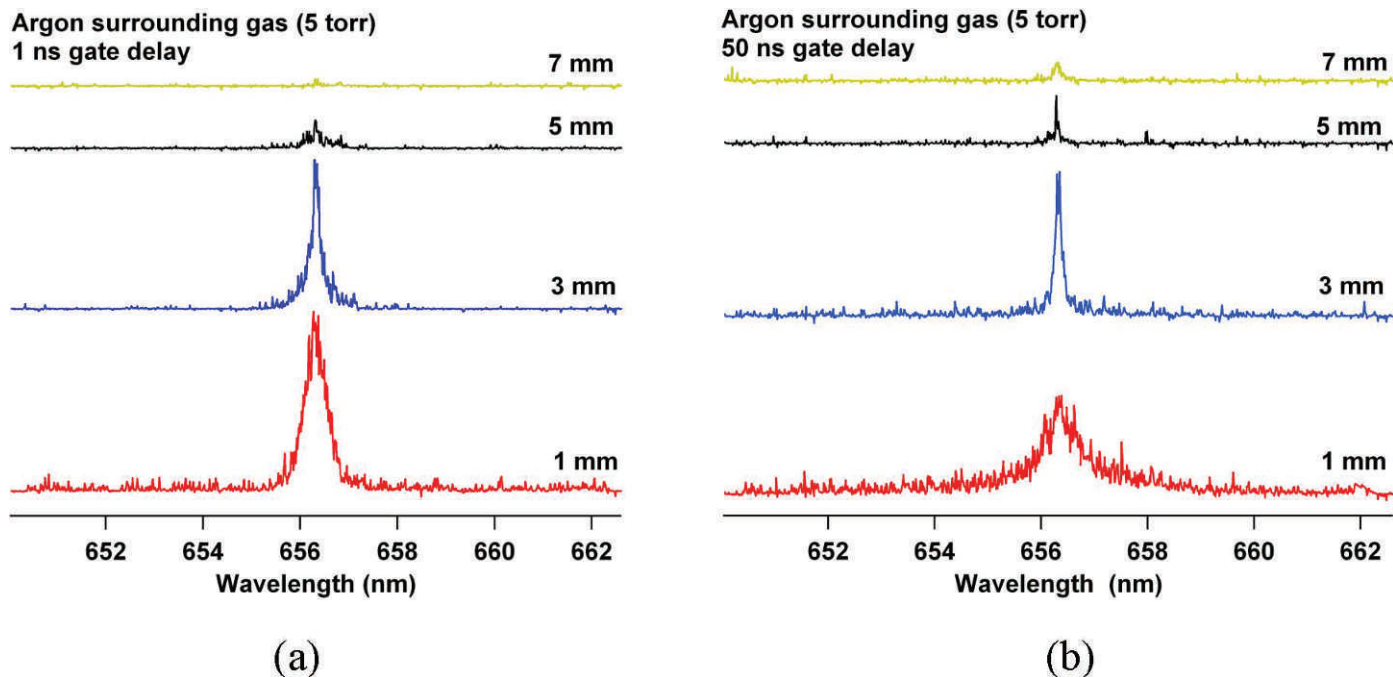 Argon surrounding gas (5 torr)
1 ns gate delay
7 mm
5 mm
3 mm
1 mm
652 654 656 658 660 662
Wavelength (nm)
(a)
Argon surrounding gas (5 torr)
50 ns gate delay
7 mm
5 mm
3 mm
1 mm
652 654 656 658 660 662
Wavelength (nm)
(b)